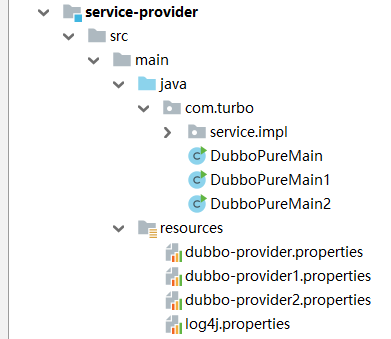 service-provider
src
main
java
com.turbo
service.impl
DubboPureMain
DubboPureMain1
DubboPureMain2
resources
dubbo-provider.properties
dubbo-provider1.properties
dubbo-provider2.properties
log4j.properties